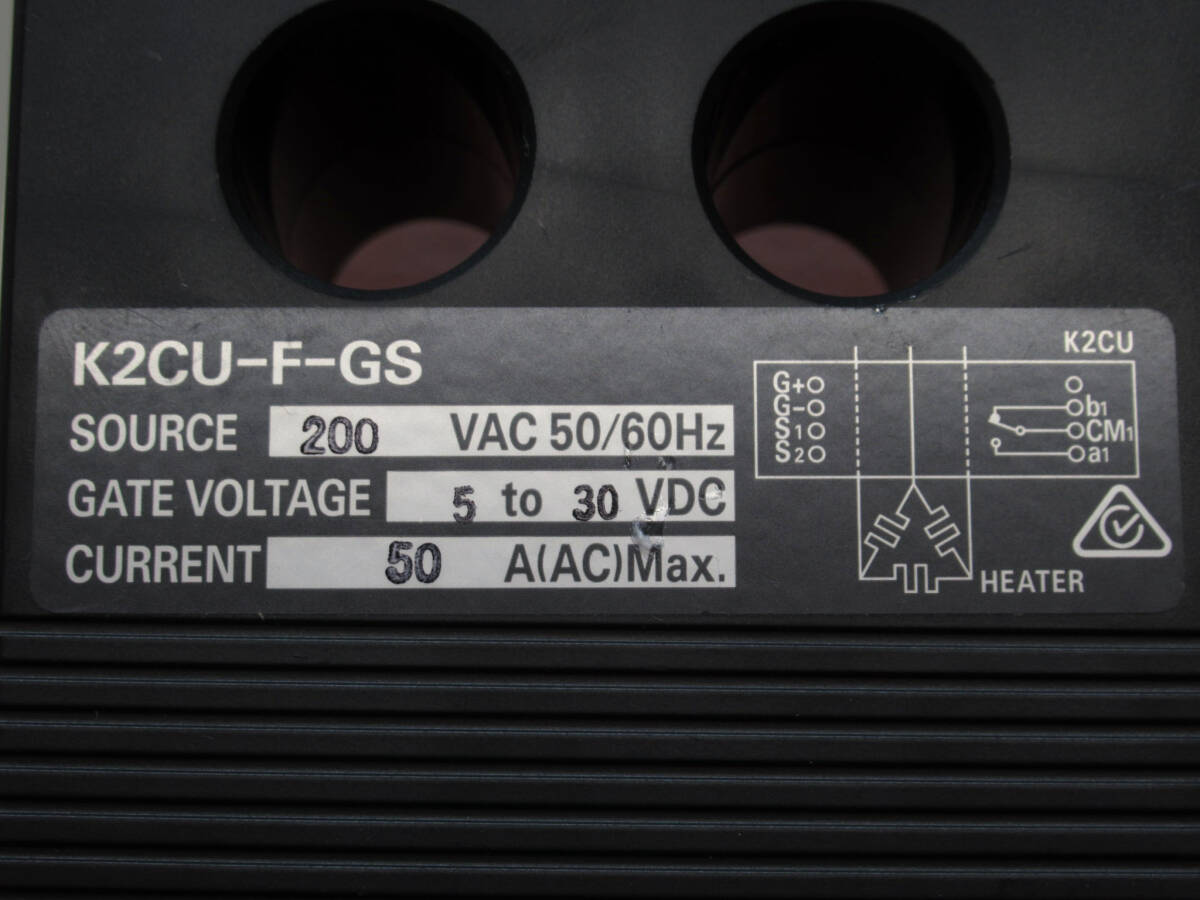 K2CU-F-GS
SOURCE 200 VAC 50/60Hz
GATE VOLTAGE 5 to 30 VDC
CURRENT 50 A(AC)Max.
K2CU
G+
G-
S1
S2
b1
CM1
a1
HEATER